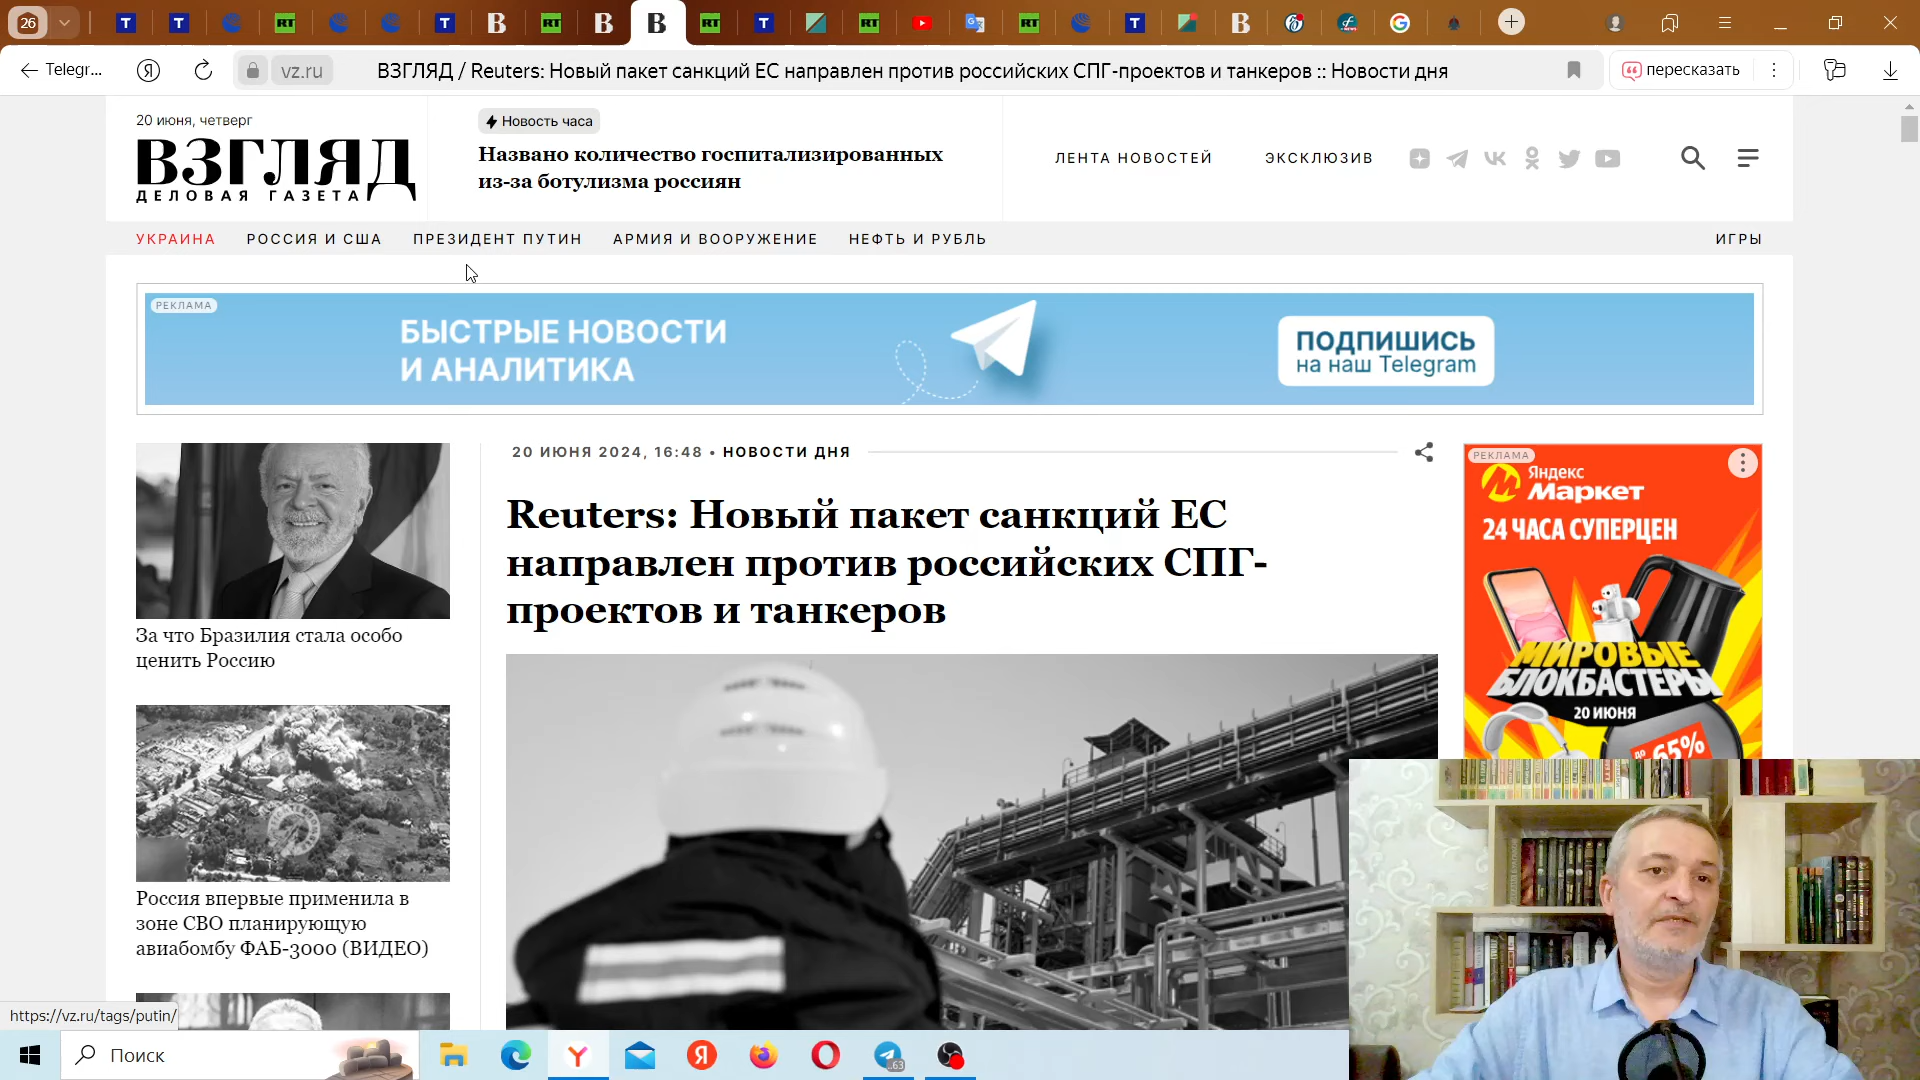 26
Telegr...
vz.ru
ВЗГЛЯД / Reuters: Новый пакет санкций ЕС направлен против российских СПГ-проектов и танкеров :: Новости дня
пересказать
20 июня, четверг
ВЗГЛЯД
ДЕЛОВАЯ ГАЗЕТА
Новость часа
Названо количество госпитализированных
из-за ботулизма россиян
ЛЕНТА НОВОСТЕЙ
ЭКСКЛЮЗИВ
УКРАИНА
РОССИЯ И США
ПРЕЗИДЕНТ ПУТИН
АРМИЯ И ВООРУЖЕНИЕ
НЕФТЬ И РУБЛЬ
ИГРЫ
РЕКЛАМА
БЫСТРЫЕ НОВОСТИ
И АНАЛИТИКА
ПОДПИШИСЬ
на наш Telegram
За что Бразилия стала особо
ценить Россию
Россия впервые применила в
зоне СВО планирующую
авиабомбу ФАБ-3000 (ВИДЕО)
20 ИЮНЯ 2024, 16:48 • НОВОСТИ ДНЯ
Reuters: Новый пакет санкций ЕС
направлен против российских СПГ-
проектов и танкеров
РЕКЛАМА
Яндекс
Маркет
24 ЧАСА СУПЕРЦЕН
МИРОВЫЕ
БЛОКБАСТЕРЫ
20 ИЮНЯ
до 65%
https://vz.ru/tags/putin/
Поиск
63